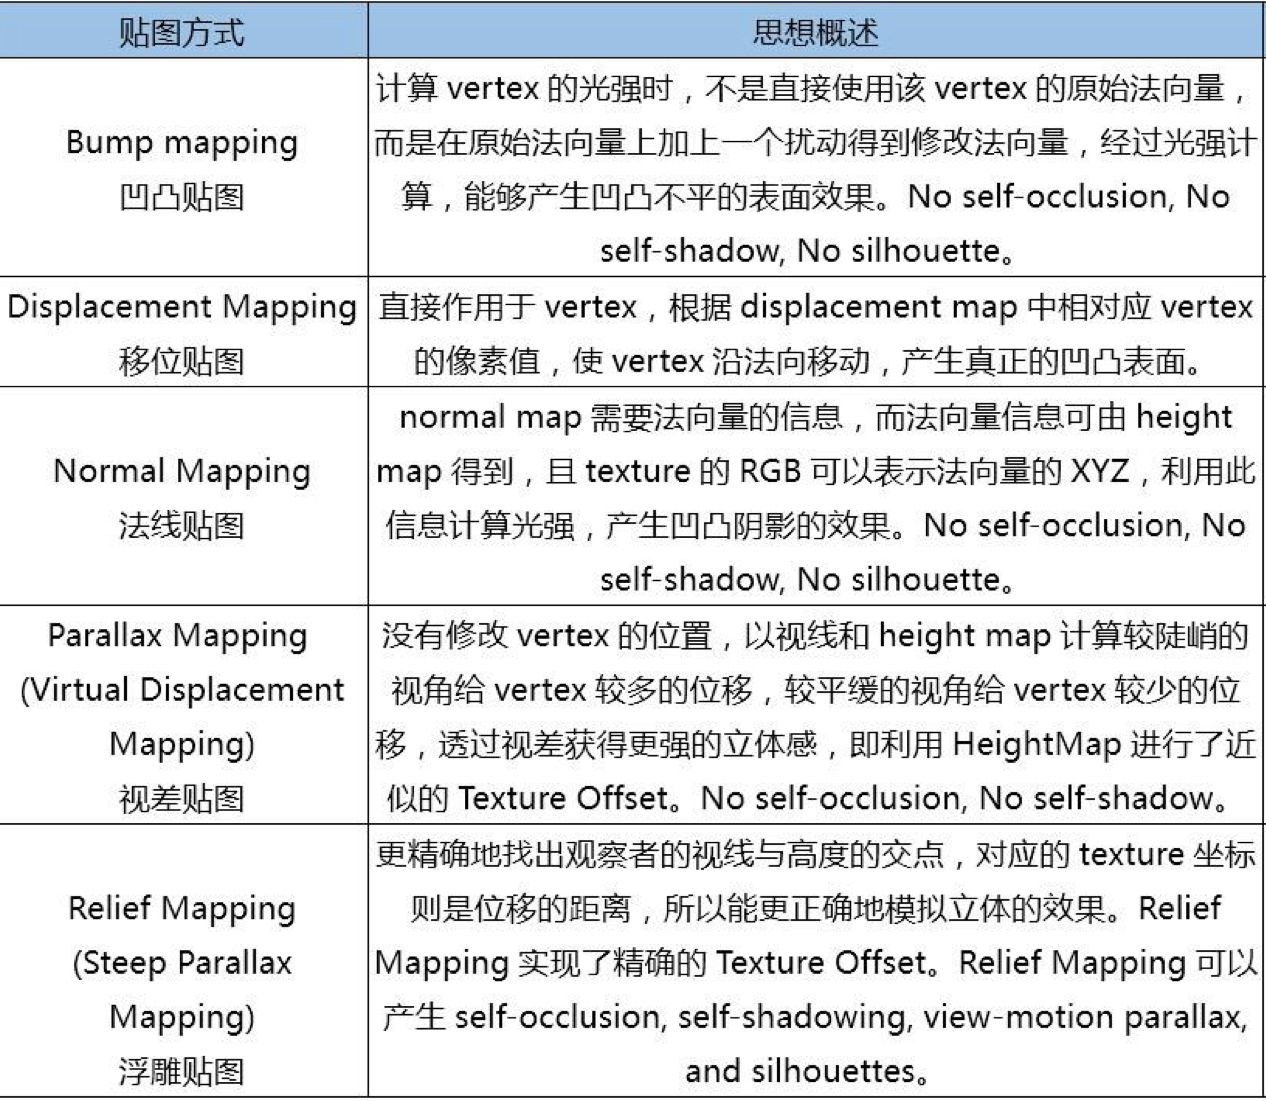 贴图方式
思想概述
Bump mapping
凹凸贴图
计算 vertex 的光强时，不是直接使用该 vertex 的原始法向量，
而是在原始法向量上加上一个扰动得到修改法向量，经过光强计
算，能够产生凹凸不平的表面效果。No self-occlusion, No
self-shadow, No silhouette。
Displacement Mapping
移位贴图
直接作用于 vertex，根据 displacement map 中相对应 vertex
的像素值，使 vertex 沿法向移动，产生真正的凹凸表面。
Normal Mapping
法线贴图
normal map 需要法向量的信息，而法向量信息可由 height
map 得到，且 texture 的 RGB 可以表示法向量的 XYZ，利用此
信息计算光强，产生凹凸阴影的效果。No self-occlusion, No
self-shadow, No silhouette。
Parallax Mapping
(Virtual Displacement
Mapping)
视差贴图
没有修改 vertex 的位置，以视线和 height map 计算较陡峭的
视角给 vertex 较多的位移，较平缓的视角给 vertex 较少的位
移，透过视差获得更强的立体感，即利用 HeightMap 进行了近
似的 Texture Offset。No self-occlusion, No self-shadow。
Relief Mapping
(Steep Parallax
Mapping)
浮雕贴图
更精确地找出观察者的视线与高度的交点，对应的 texture 坐标
则是位移的距离，所以能更正确地模拟立体的效果。Relief
Mapping 实现了精确的 Texture Offset。Relief Mapping 可以
产生 self-occlusion, self-shadowing, view-motion parallax,
and silhouettes。